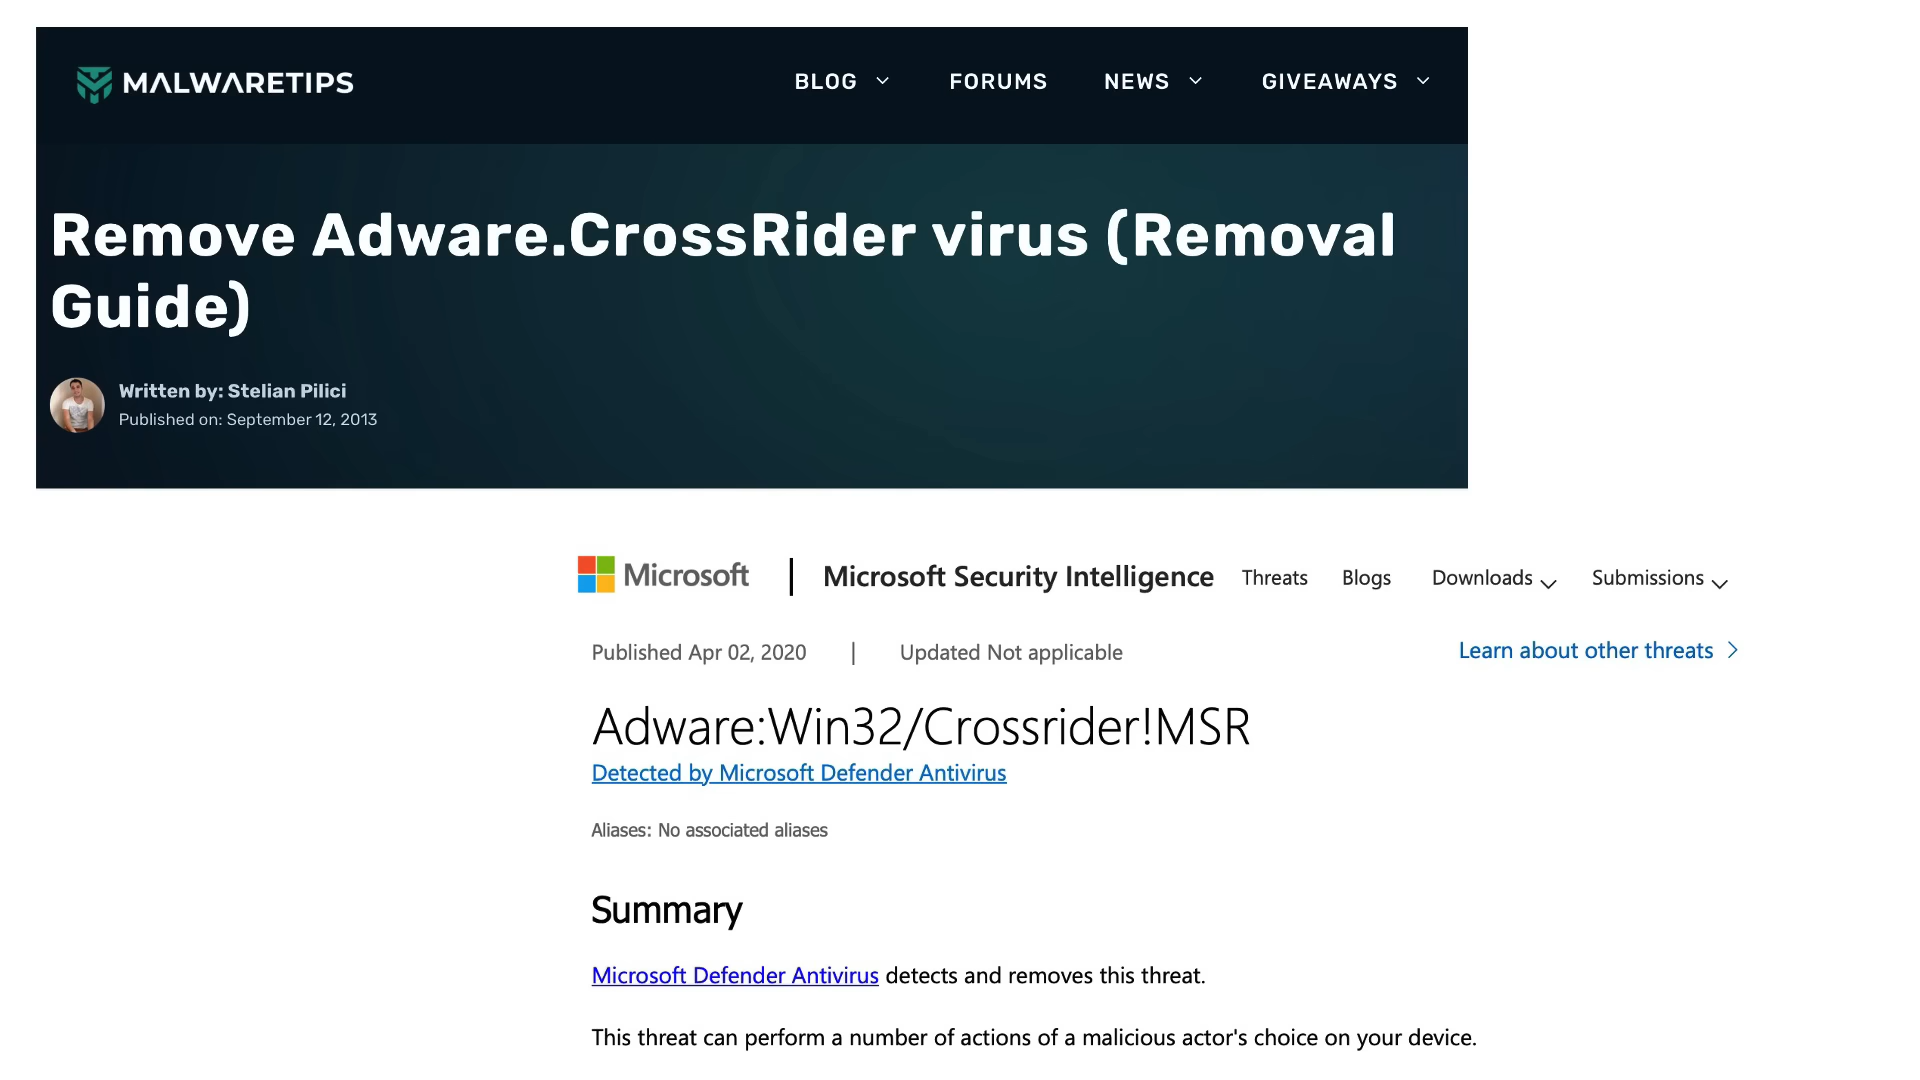 MALWARETIPS
BLOG FORUMS NEWS GIVEAWAYS
Remove Adware.CrossRider virus (Removal
Guide)
Written by: Stelian Pilici
Published on: September 12, 2013
Microsoft | Microsoft Security Intelligence Threats Blogs Downloads Submissions
Published Apr 02, 2020 | Updated Not applicable
Learn about other threats
Adware:Win32/Crossrider!MSR
Detected by Microsoft Defender Antivirus
Aliases: No associated aliases
Summary
Microsoft Defender Antivirus detects and removes this threat.
This threat can perform a number of actions of a malicious actor's choice on your device.